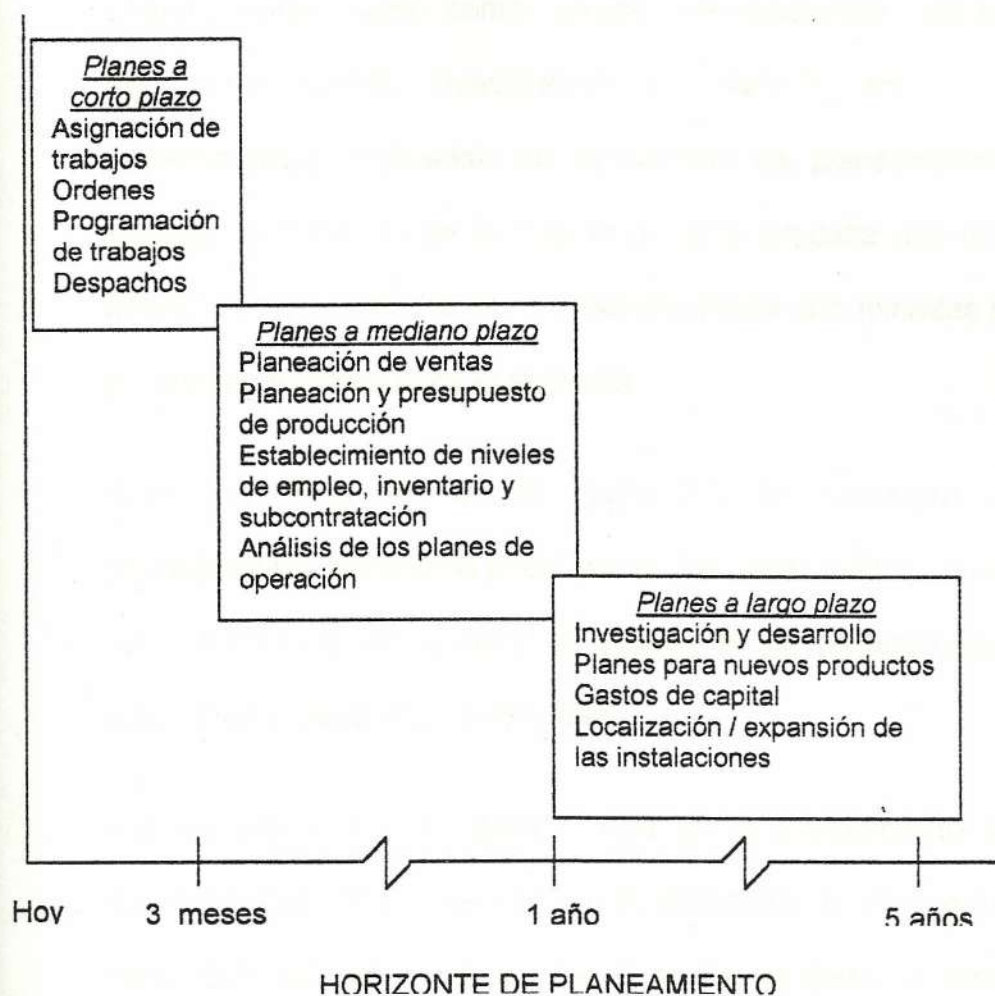 Planes a
corto plazo
Asignación de
trabajos
Ordenes
Programación
de trabajos
Despachos
Planes a mediano plazo
Planeación de ventas
Planeación y presupuesto
de producción
Establecimiento de niveles
de empleo, inventario y
subcontratación
Análisis de los planes de
operación
Planes a largo plazo
Investigación y desarrollo
Planes para nuevos productos
Gastos de capital
Localización / expansión de
las instalaciones
Hoy 3 meses 1 año 5 años
HORIZONTE DE PLANEAMIENTO